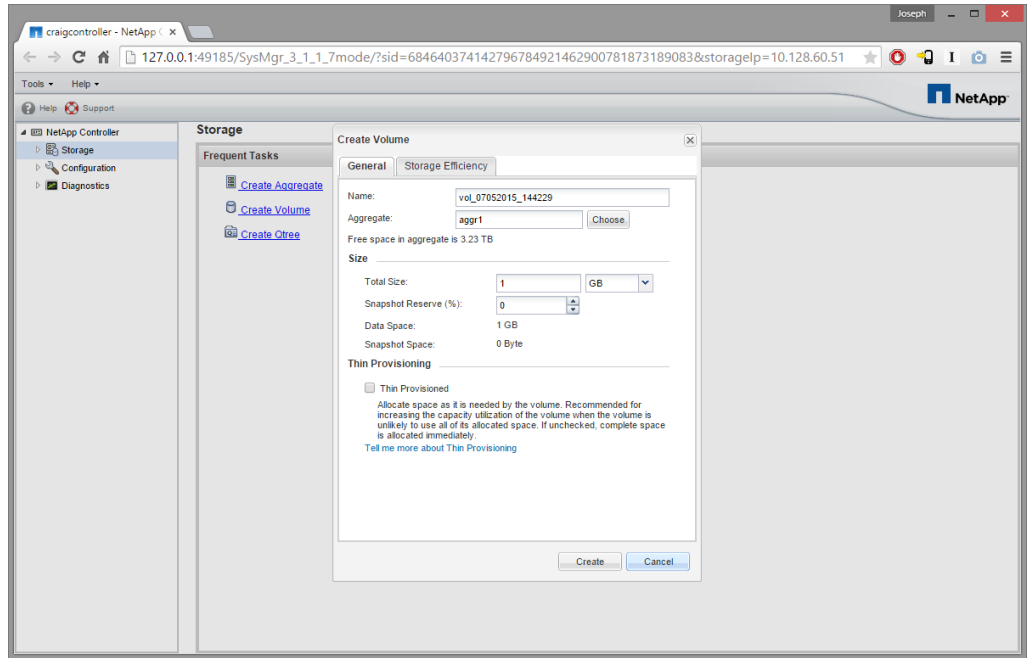 Joseph
craigcontroller - NetApp C
127.0.0.1:49185/SysMgr_3_1_1_7mode/?sid=6846403741427967849214629007818731890​83&storageIp=10.128.60.51
Tools Help
NetApp
Help Support
NetApp Controller
Storage
Configuration
Diagnostics
Storage
Frequent Tasks
Create Aggregate
Create Volume
Create Qtree
Create Volume
General Storage Efficiency
Name: vol_07052015_144229
Aggregate: aggr1 Choose
Free space in aggregate is 3.23 TB
Size
Total Size: 1 GB
Snapshot Reserve (%): 0
Data Space: 1 GB
Snapshot Space: 0 Byte
Thin Provisioning
Thin Provisioned
Allocate space as it is needed by the volume. Recommended for
increasing the capacity utilization of the volume when the volume is
unlikely to use all of its allocated space. If unchecked, complete space
is allocated immediately.
Tell me more about Thin Provisioning
Create Cancel